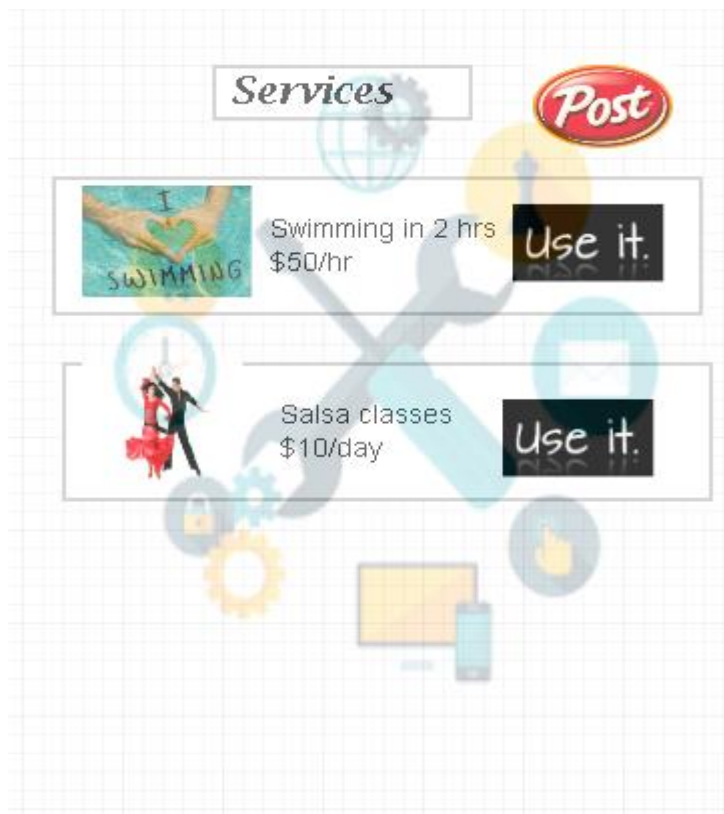 Services
Post
I
SWIMMING
Swimming in 2 hrs
$50/hr
Use it.
Salsa classes
$10/day
Use it.